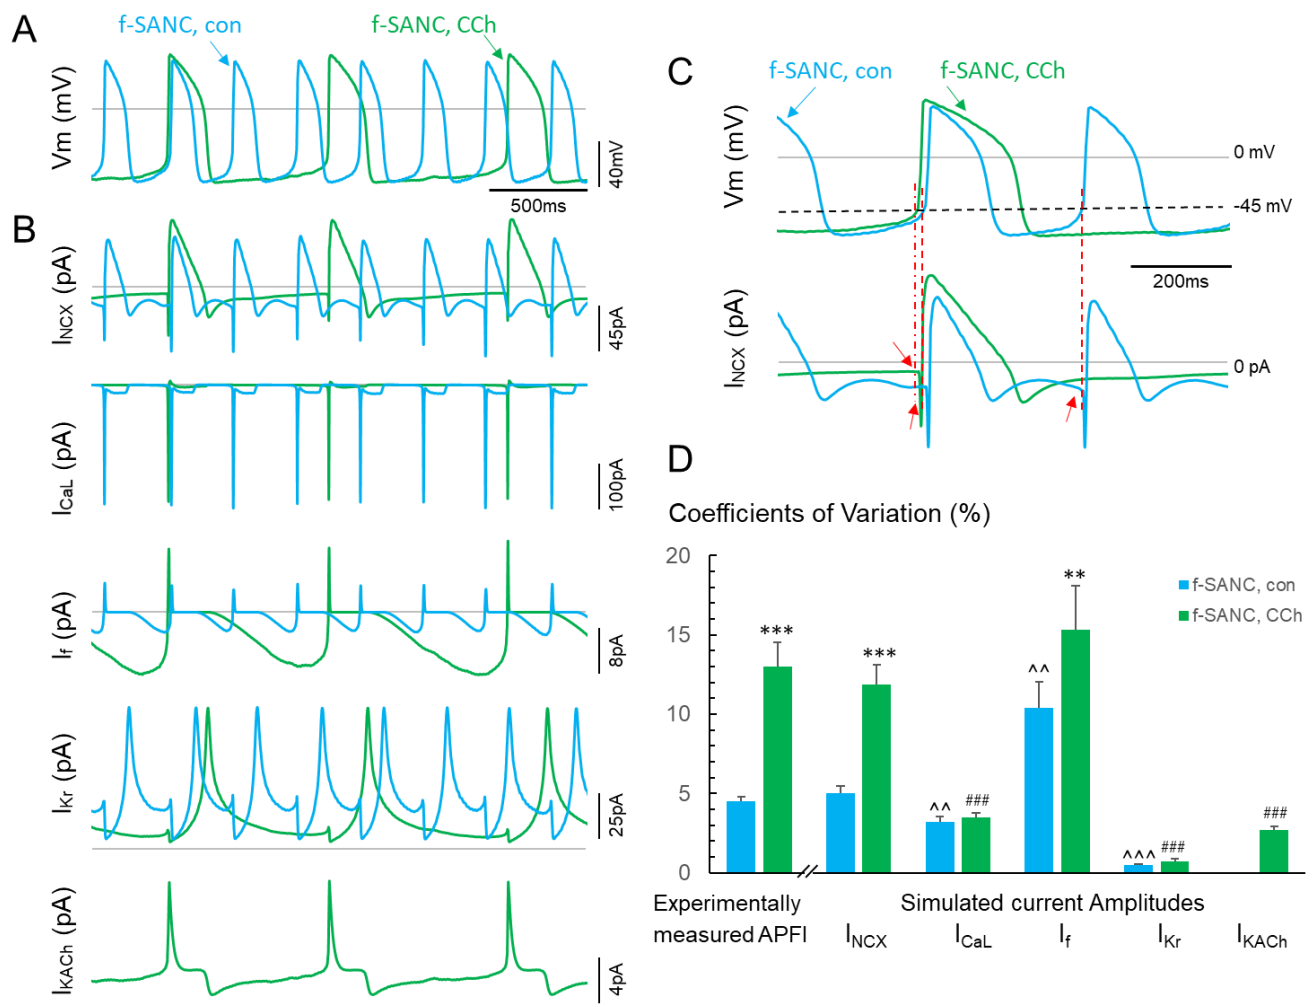 A
f-SANC, con
f-SANC, CCh
Vm (mV)
40mV
500ms
B
INCX (pA)
45pA
ICaL (pA)
100pA
If (pA)
8pA
IKr (pA)
25pA
IKACh (pA)
4pA
C
f-SANC, con
f-SANC, CCh
Vm (mV)
0 mV
-45 mV
200ms
INCX (pA)
0 pA
D
Coefficients of Variation (%)
20
15
10
5
0
***
***
^^
###
^^
**
^^^
###
###
f-SANC, con
f-SANC, CCh
Experimentally
measured APFI
Simulated current Amplitudes
INCX
ICaL
If
IKr
IKACh